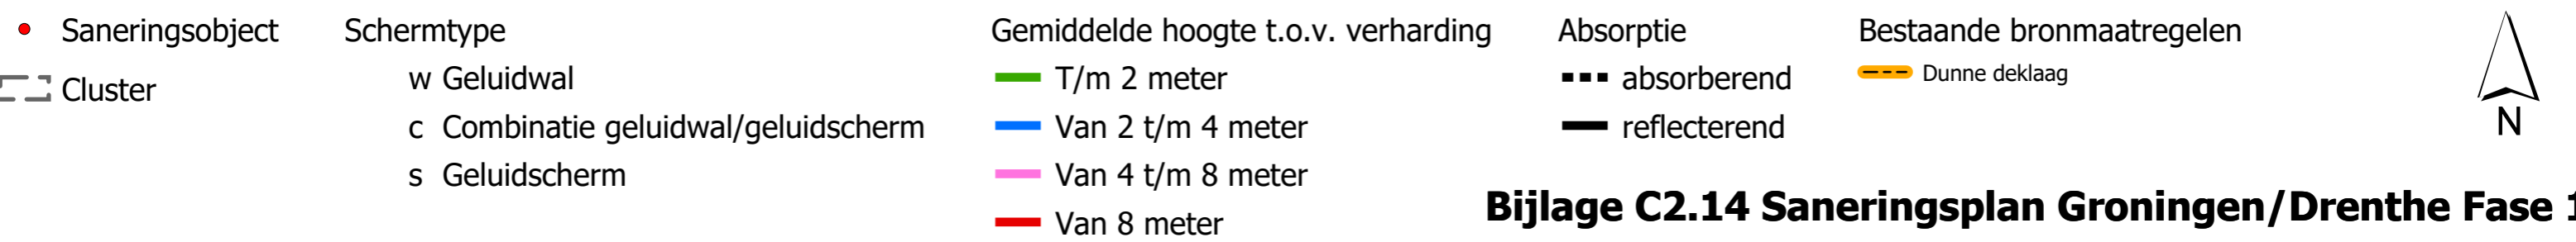 Saneringsobject
Cluster
Schermtype
w Geluidwal
c Combinatie geluidwal/geluidscherm
s Geluidscherm
Gemiddelde hoogte t.o.v. verharding
T/m 2 meter
Van 2 t/m 4 meter
Van 4 t/m 8 meter
Van 8 meter
Absorptie
absorberend
reflecterend
Bestaande bronmaatregelen
Dunne deklaag
N
Bijlage C2.14 Saneringsplan Groningen/Drenthe Fase 1